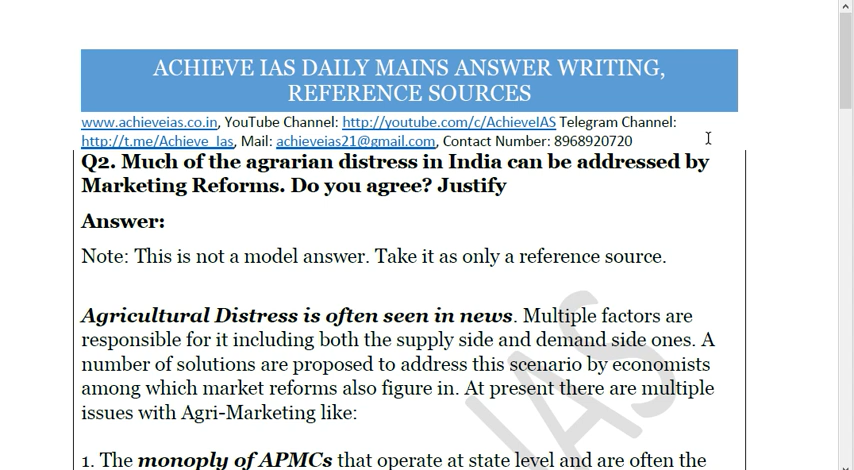 ACHIEVE IAS DAILY MAINS ANSWER WRITING,
REFERENCE SOURCES
www.achieveias.co.in, YouTube Channel: http://youtube.com/c/AchieveIAS Telegram Channel:
http://t.me/Achieve_Ias, Mail: achieveias21@gmail.com, Contact Number: 8968920720
Q2. Much of the agrarian distress in India can be addressed by
Marketing Reforms. Do you agree? Justify
Answer:
Note: This is not a model answer. Take it as only a reference source.
Agricultural Distress is often seen in news. Multiple factors are
responsible for it including both the supply side and demand side ones. A
number of solutions are proposed to address this scenario by economists
among which market reforms also figure in. At present there are multiple
issues with Agri-Marketing like:
1. The monoply of APMCs that operate at state level and are often the
IAS